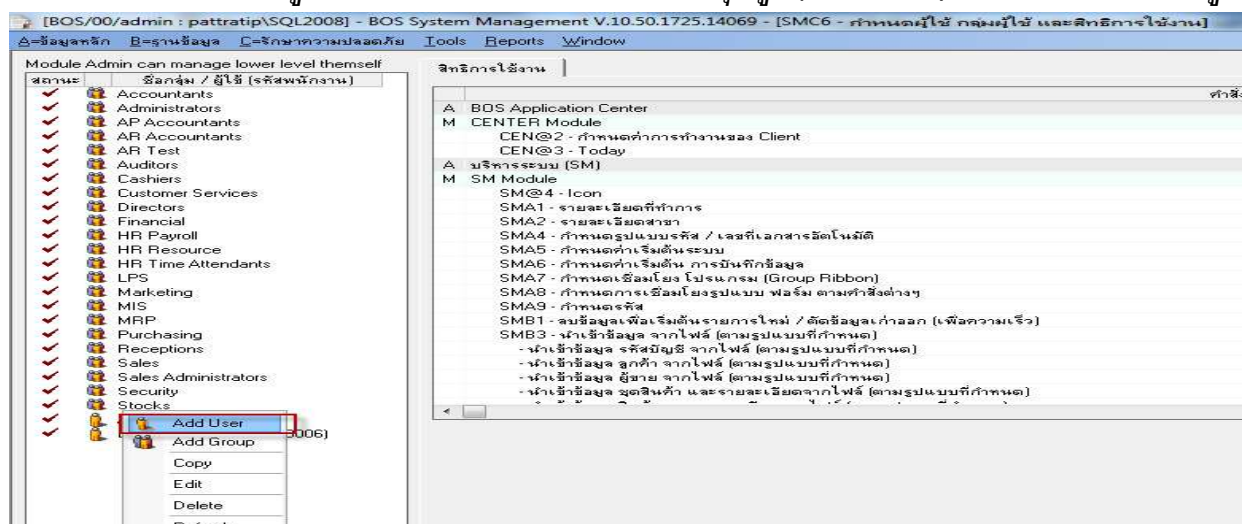 [BOS/00/admin : pattratip\SQL2008] - BOS System Management V.10.50.1725.14069 - [SMC6 - กำหนดผู้ใช้ กลุ่มผู้ใช้ และสิทธิการใช้งาน]
A=ข้อมูลหลัก B=ฐานข้อมูล C=รักษาความปลอดภัย Tools Reports Window
Module Admin can manage lower level themself
สถานะ ชื่อกลุ่ม / ผู้ใช้ (รหัสพนักงาน)
Accountants
Administrators
AP Accountants
AR Accountants
AR Test
Auditors
Cashiers
Customer Services
Directors
Financial
HR Payroll
HR Resource
HR Time Attendants
LPS
Marketing
MIS
MRP
Purchasing
Receptions
Sales
Sales Administrators
Security
Stocks
3006)
Add User
Add Group
Copy
Edit
Delete
สิทธิการใช้งาน
คำสั่ง
A BOS Application Center
M CENTER Module
CEN@2 - กำหนดค่าการทำงานของ Client
CEN@3 - Today
A บริหารระบบ (SM)
M SM Module
SM@4 - Icon
SMA1 - รายละเอียดที่ทำการ
SMA2 - รายละเอียดสาขา
SMA4 - กำหนดรูปแบบรหัส / เลขที่เอกสารอัตโนมัติ
SMA5 - กำหนดค่าเริ่มต้นระบบ
SMA6 - กำหนดค่าเริ่มต้น การบันทึกข้อมูล
SMA7 - กำหนดเชื่อมโยง โปรแกรม (Group Ribbon)
SMA8 - กำหนดการเชื่อมโยงรูปแบบ ฟอร์ม ตามคำสั่งต่างๆ
SMA9 - กำหนดรหัส
SMB1 - ลบข้อมูลเพื่อเริ่มต้นรายการใหม่ / ตัดข้อมูลเก่าออก (เพื่อความเร็ว)
SMB3 - นำเข้าข้อมูล จากไฟล์ (ตามรูปแบบที่กำหนด)
- นำเข้าข้อมูล รหัสบัญชี จากไฟล์ (ตามรูปแบบที่กำหนด)
- นำเข้าข้อมูล ลูกค้า จากไฟล์ (ตามรูปแบบที่กำหนด)
- นำเข้าข้อมูล ผู้ขาย จากไฟล์ (ตามรูปแบบที่กำหนด)
- นำเข้าข้อมูล ชุดสินค้า และรายละเอียดจากไฟล์ (ตามรูปแบบที่กำหนด)